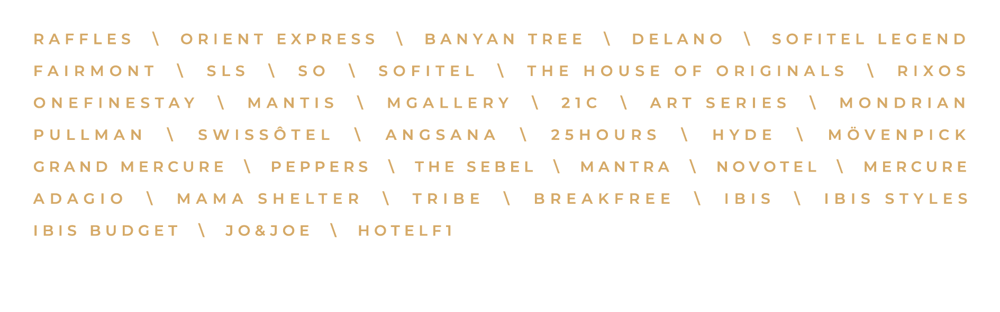 RAFFLES \ ORIENT EXPRESS \ BANYAN TREE \ DELANO \ SOFITEL LEGEND
FAIRMONT \ SLS \ SO \ SOFITEL \ THE HOUSE OF ORIGINALS \ RIXOS
ONEFINESTAY \ MANTIS \ MGALLERY \ 21C \ ART SERIES \ MONDRIAN
PULLMAN \ SWISSÔTEL \ ANGSANA \ 25HOURS \ HYDE \ MÖVENPICK
GRAND MERCURE \ PEPPERS \ THE SEBEL \ MANTRA \ NOVOTEL \ MERCURE
ADAGIO \ MAMA SHELTER \ TRIBE \ BREAKFREE \ IBIS \ IBIS STYLES
IBIS BUDGET \ JO&JOE \ HOTELF1